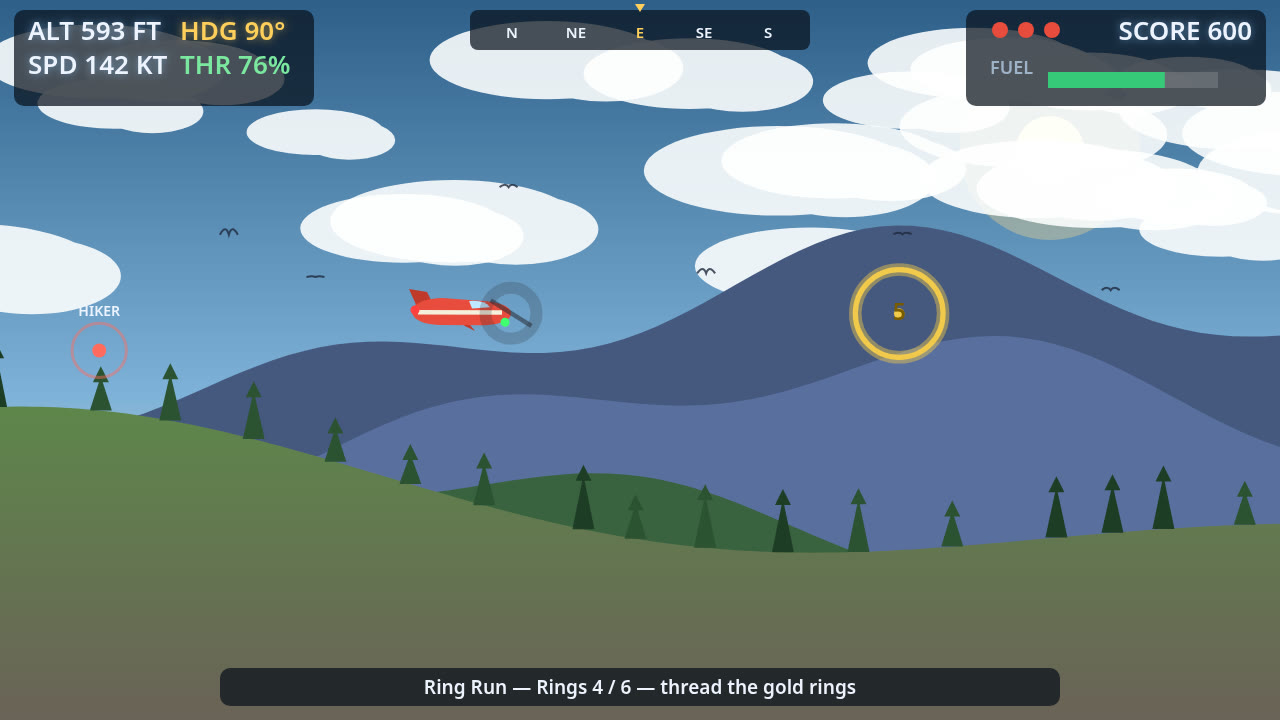 ALT 593 FT HDG 90°
SPD 142 KT THR 76%
N NE E SE S
SCORE 600
FUEL
HIKER
5
Ring Run — Rings 4 / 6 — thread the gold rings